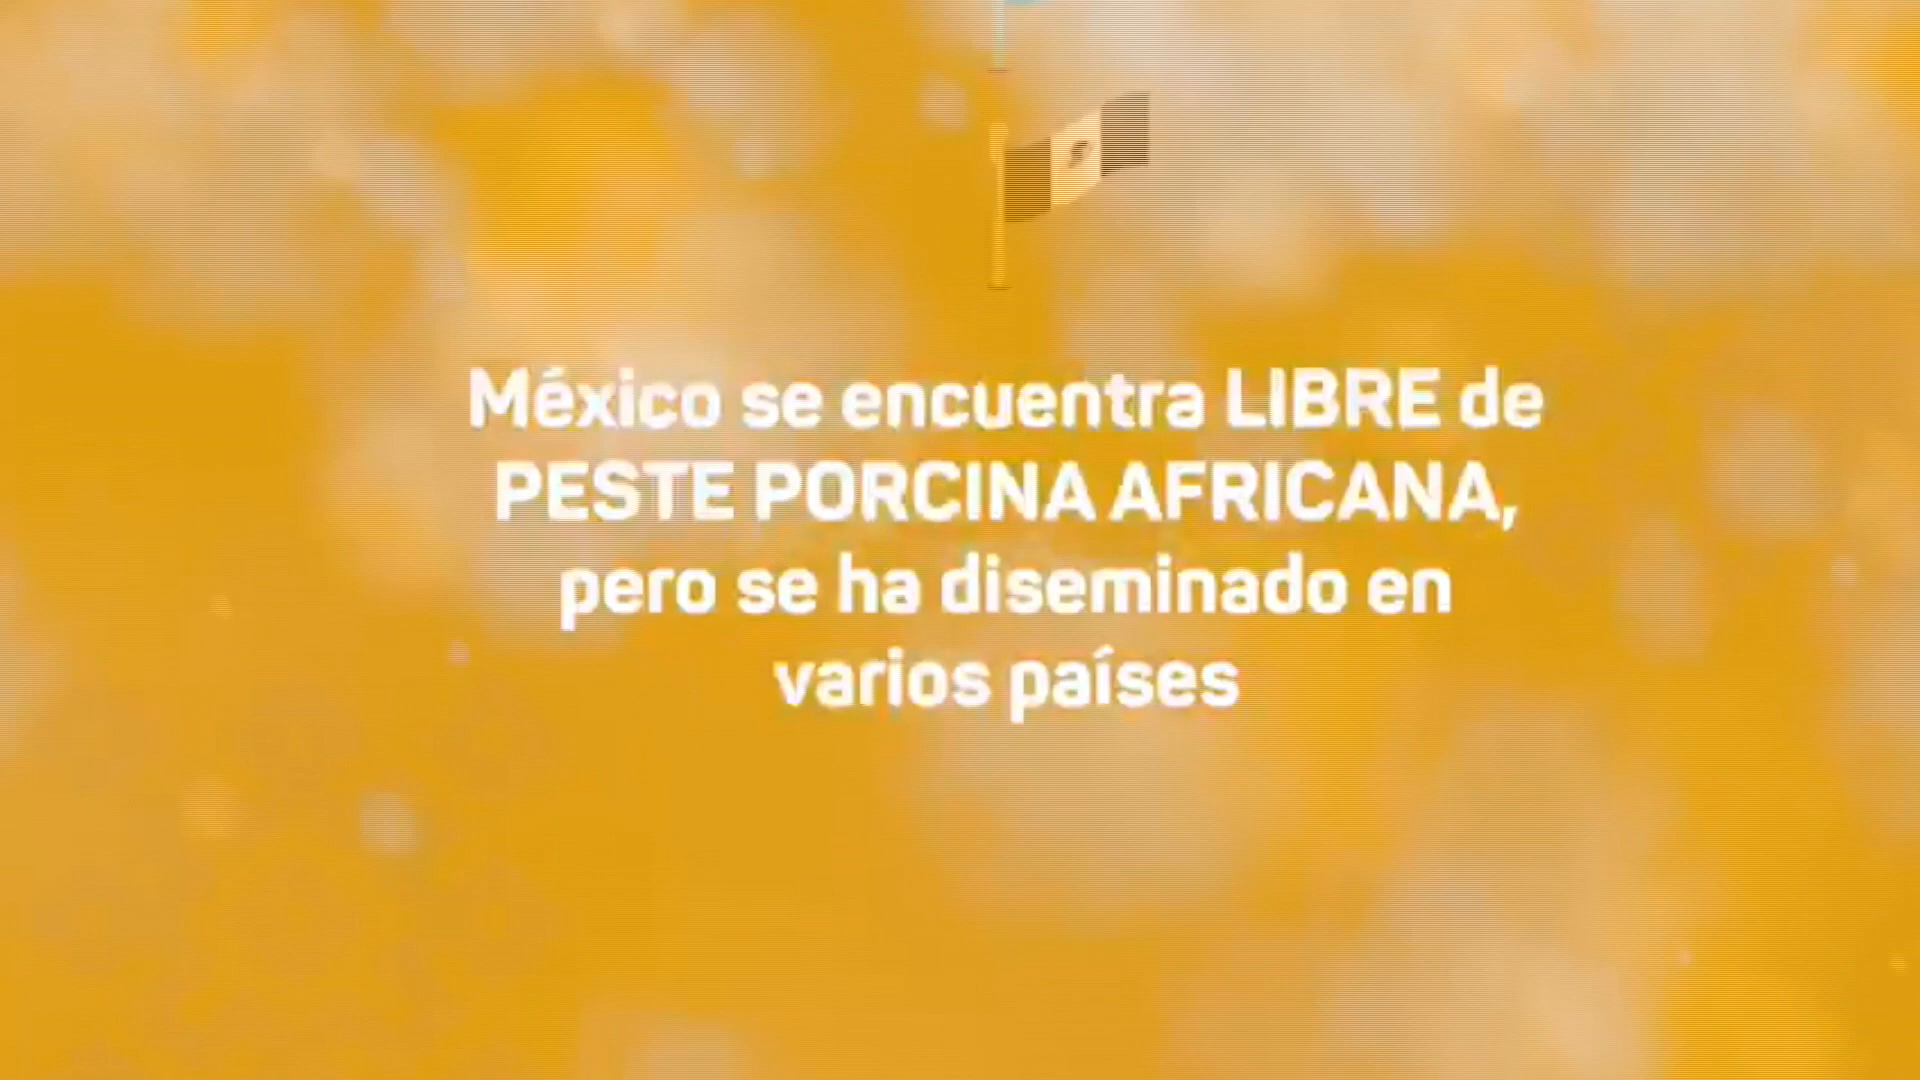 México se encuentra LIBRE de
PESTE PORCINA AFRICANA,
pero se ha diseminado en
varios países